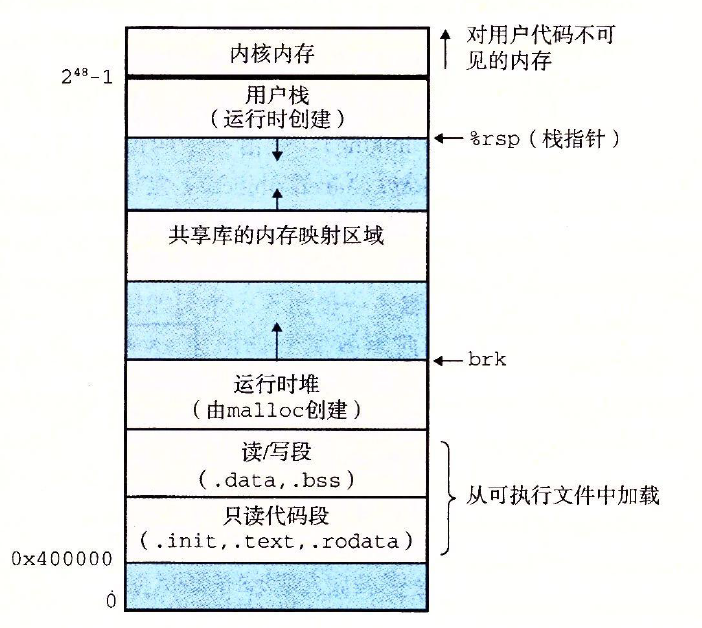 内核内存
对用户代码不可
见的内存
2⁴⁸-1
用户栈
(运行时创建)
%rsp(栈指针)
共享库的内存映射区域
brk
运行时堆
(由malloc创建)
读/写段
(.data,.bss)
从可执行文件中加载
只读代码段
(.init,.text,.rodata)
0x400000
0